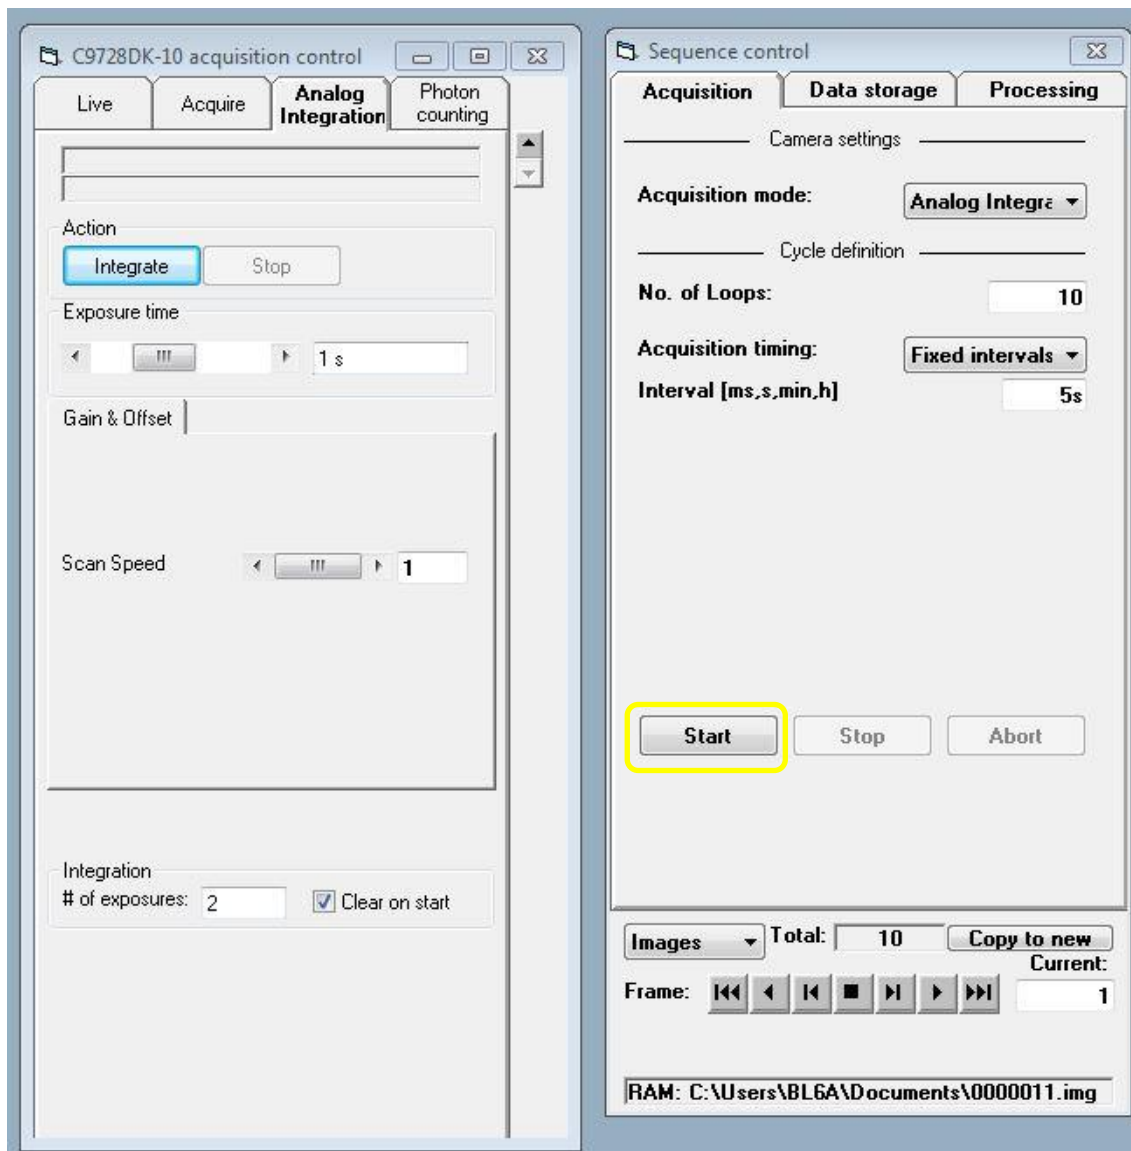 C9728DK-10 acquisition control
Live
Acquire
Analog
Integration
Photon
counting
Action
Integrate
Stop
Exposure time
1 s
Gain & Offset
Scan Speed
1
Integration
# of exposures:
2
Clear on start
Sequence control
Acquisition
Data storage
Processing
Camera settings
Acquisition mode:
Analog Integra
Cycle definition
No. of Loops:
10
Acquisition timing:
Fixed intervals
Interval [ms,s,min,h]
5s
Start
Stop
Abort
Images
Total:
10
Copy to new
Current:
Frame:
1
RAM: C:\Users\BL6A\Documents\0000011.img